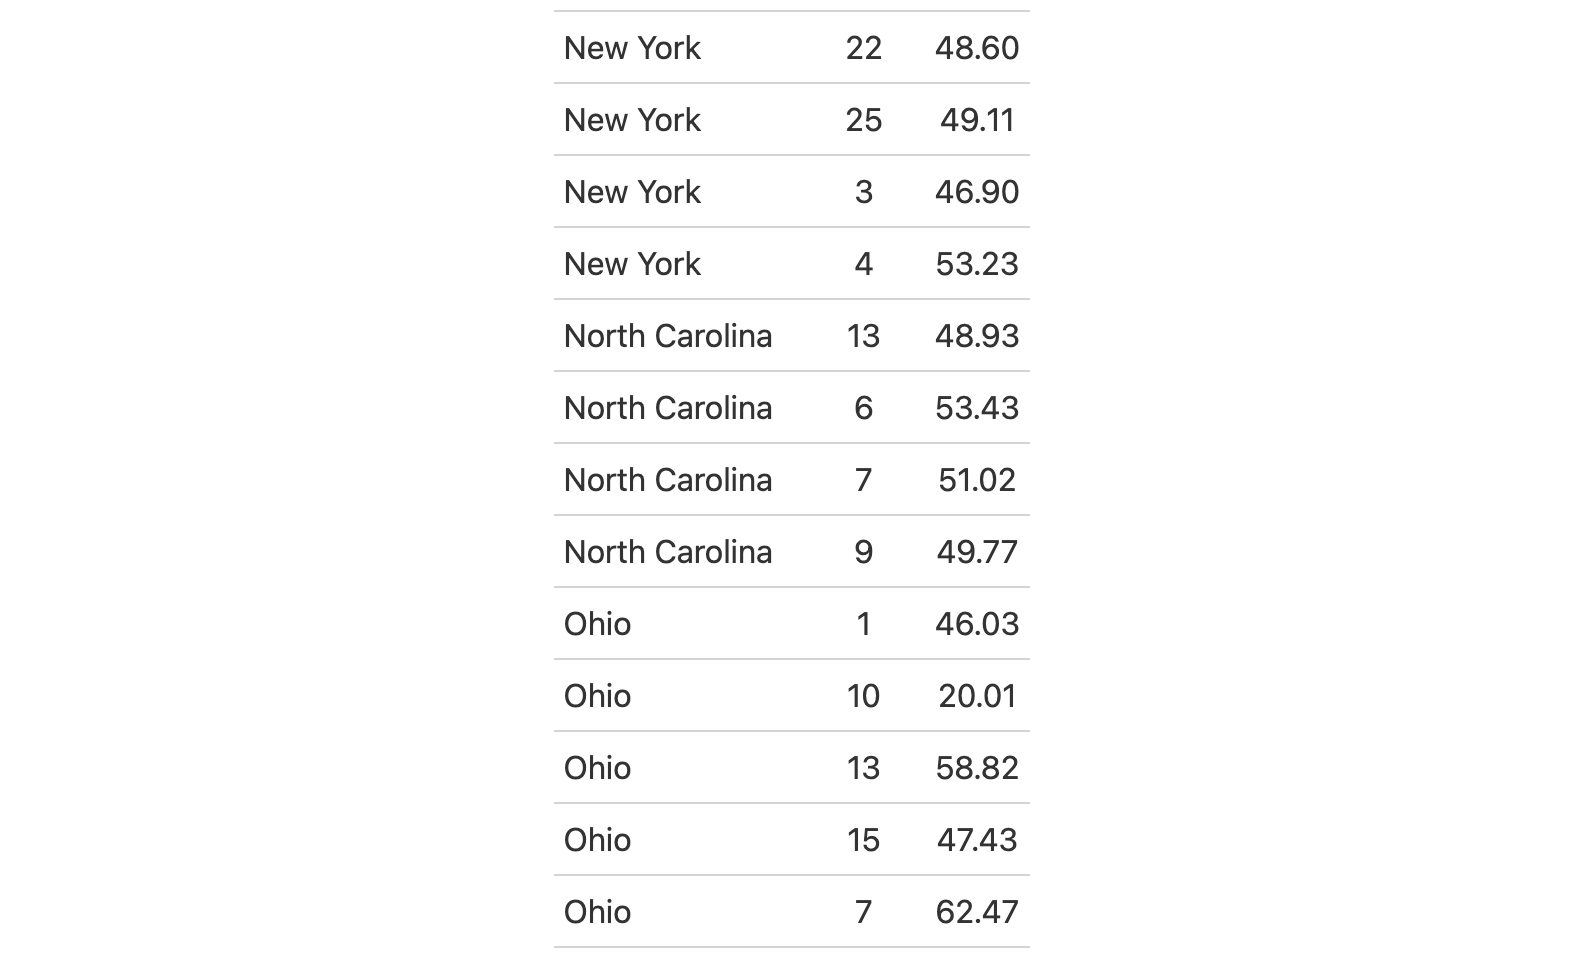 New York 22 48.60
New York 25 49.11
New York 3 46.90
New York 4 53.23
North Carolina 13 48.93
North Carolina 6 53.43
North Carolina 7 51.02
North Carolina 9 49.77
Ohio 1 46.03
Ohio 10 20.01
Ohio 13 58.82
Ohio 15 47.43
Ohio 7 62.47